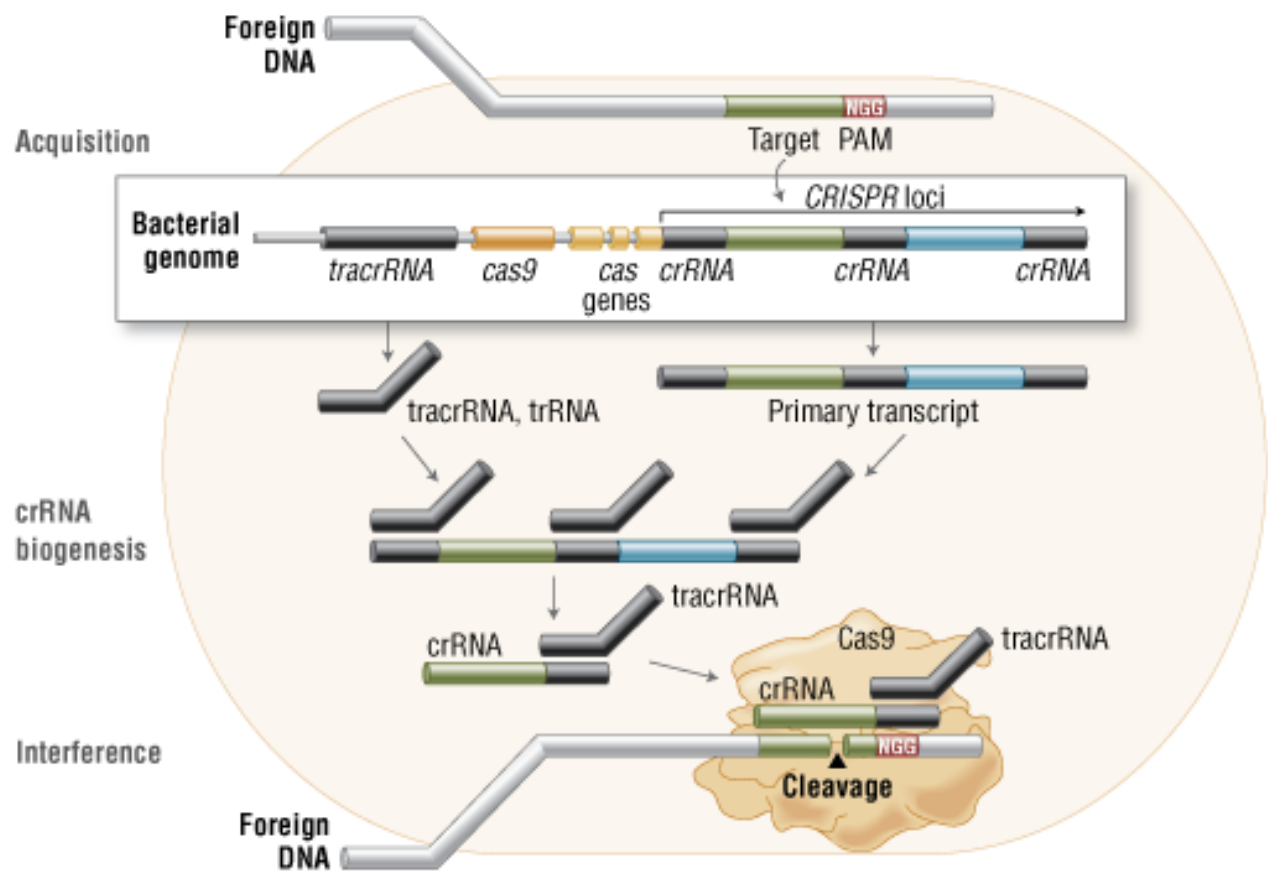 Foreign
DNA
NGG
Acquisition
Target PAM
CRISPR loci
Bacterial
genome
tracrRNA cas9 cas crRNA crRNA crRNA
genes
tracrRNA, trRNA
Primary transcript
crRNA
biogenesis
tracrRNA
crRNA
Cas9
tracrRNA
crRNA
Interference
NGG
Cleavage
Foreign
DNA